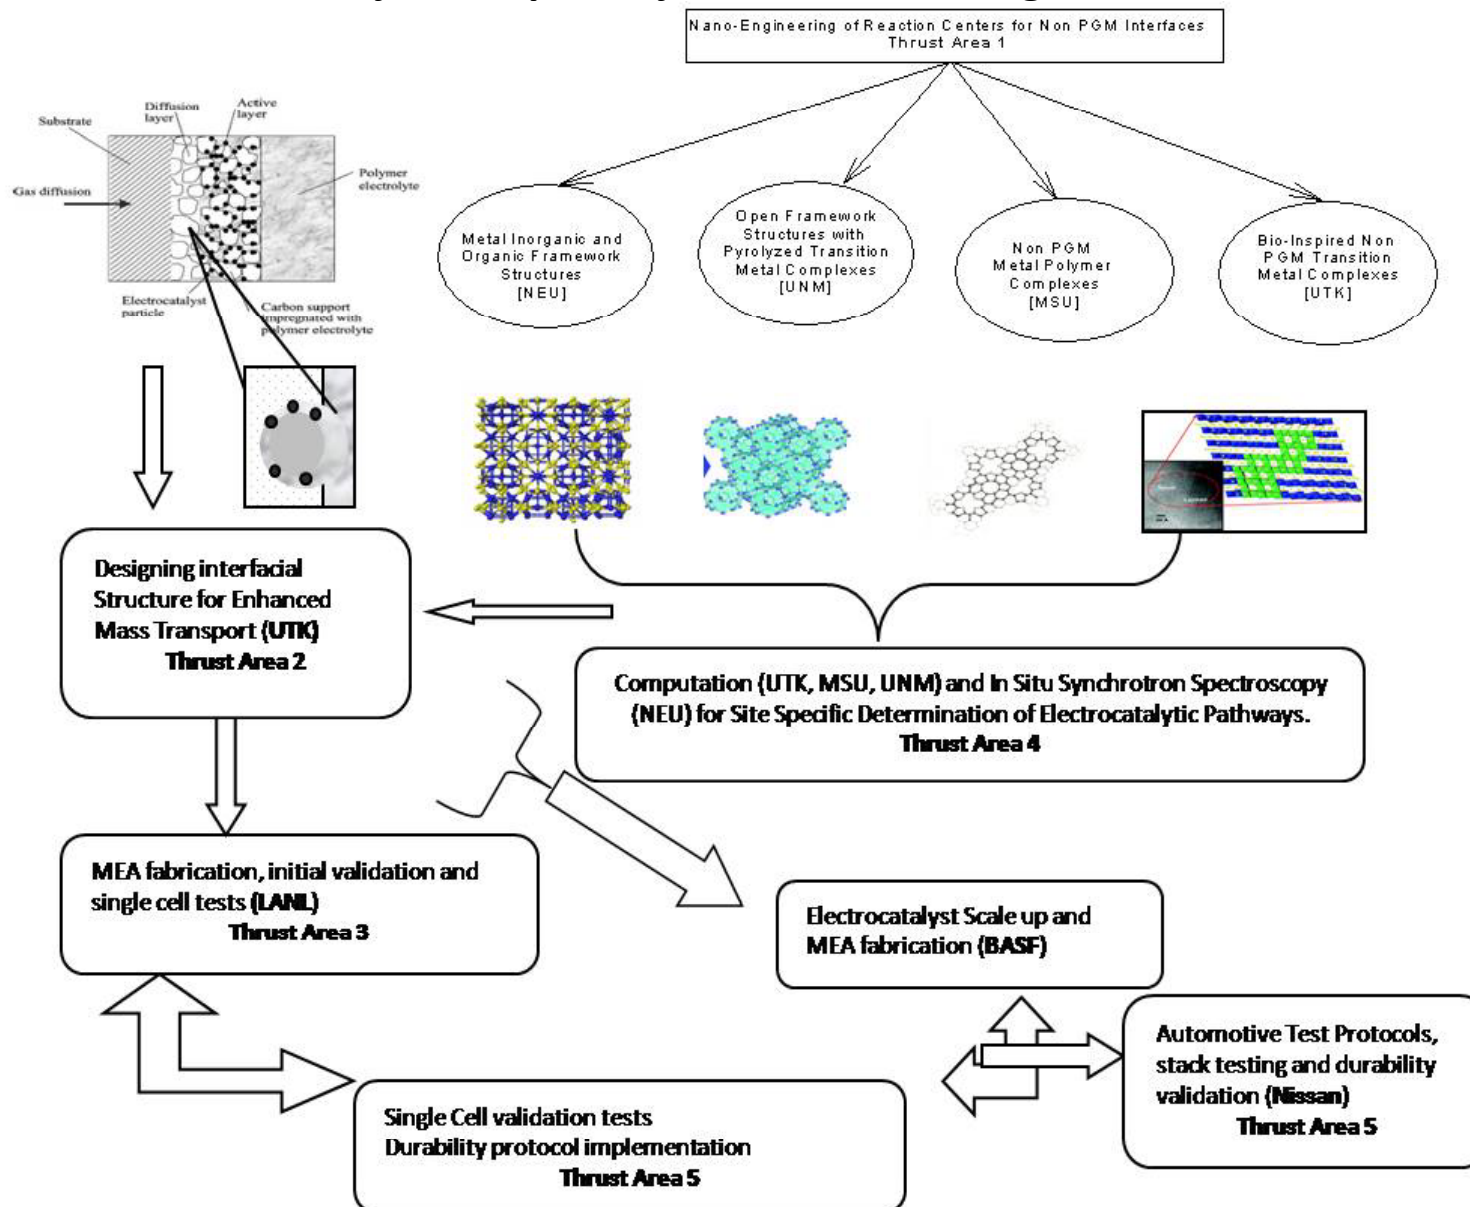 Nano-Engineering of Reaction Centers for Non PGM Interfaces
Thrust Area 1
Diffusion
layer
Active
layer
Substrate
Polymer
electrolyte
Gas diffusion
Electrocatalyst
particle
Carbon support
impregnated with
polymer electrolyte
Metal Inorganic and
Organic Framework
Structures
[NEU]
Open Framework
Structures with
Pyrolyzed Transition
Metal Complexes
[UNM]
Non PGM
Metal Polymer
Complexes
[MSU]
Bio-Inspired Non
PGM Transition
Metal Complexes
[UTK]
Designing interfacial
Structure for Enhanced
Mass Transport (UTK)
Thrust Area 2
Computation (UTK, MSU, UNM) and In Situ Synchrotron Spectroscopy
(NEU) for Site Specific Determination of Electrocatalytic Pathways.
Thrust Area 4
MEA fabrication, initial validation and
single cell tests (LANL)
Thrust Area 3
Electrocatalyst Scale up and
MEA fabrication (BASF)
Automotive Test Protocols,
stack testing and durability
validation (Nissan)
Thrust Area 5
Single Cell validation tests
Durability protocol implementation
Thrust Area 5